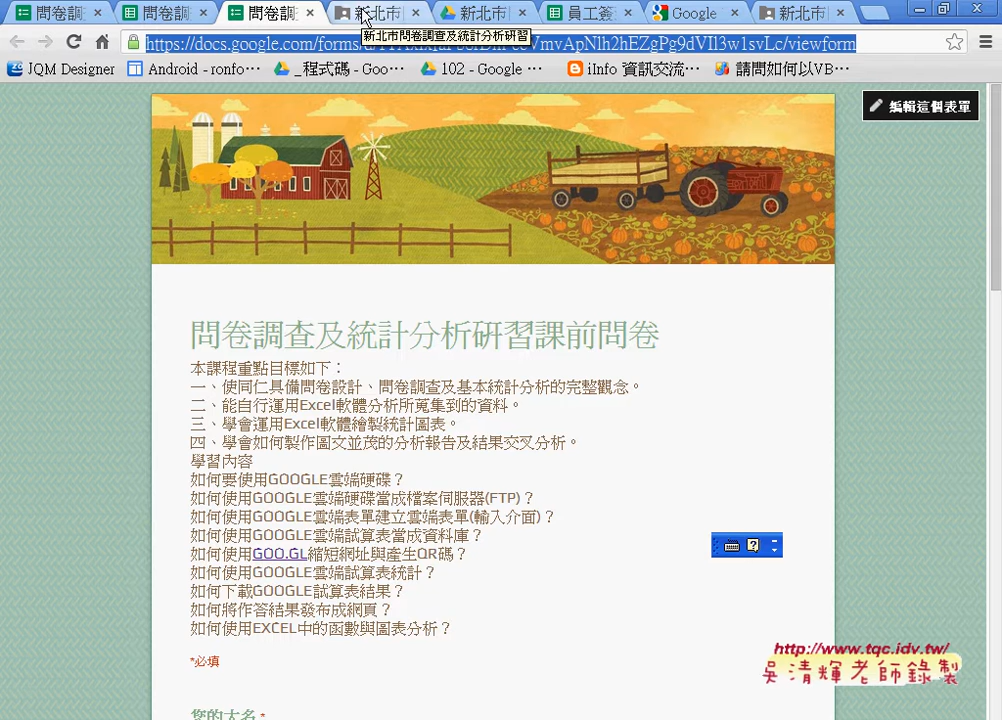 問卷調
問卷調
問卷調
新北市
新北市
員工簽
Google
新北市
新北市問卷調查及統計分析研習
JQM Designer
Android - ronfo…
_程式碼 - Goo…
102 - Google …
iInfo 資訊交流…
請問如何以VB…
編輯這個表單
問卷調查及統計分析研習課前問卷
本課程重點目標如下：
一、使同仁具備問卷設計、問卷調查及基本統計分析的完整觀念。
二、能自行運用Excel軟體分析所蒐集到的資料。
三、學會運用Excel軟體繪製統計圖表。
四、學會如何製作圖文並茂的分析報告及結果交叉分析。
學習內容
如何要使用GOOGLE雲端硬碟？
如何使用GOOGLE雲端硬碟當成檔案伺服器(FTP)？
如何使用GOOGLE雲端表單建立雲端表單(輸入介面)？
如何使用GOOGLE雲端試算表當成資料庫？
如何使用GOO.GL縮短網址與產生QR碼？
如何使用GOOGLE雲端試算表統計？
如何下載GOOGLE試算表結果？
如何將作答結果發布成網頁？
如何使用EXCEL中的函數與圖表分析？
*必填
您的大名 *
http://www.tqc.idv.tw/
吳清輝老師錄製